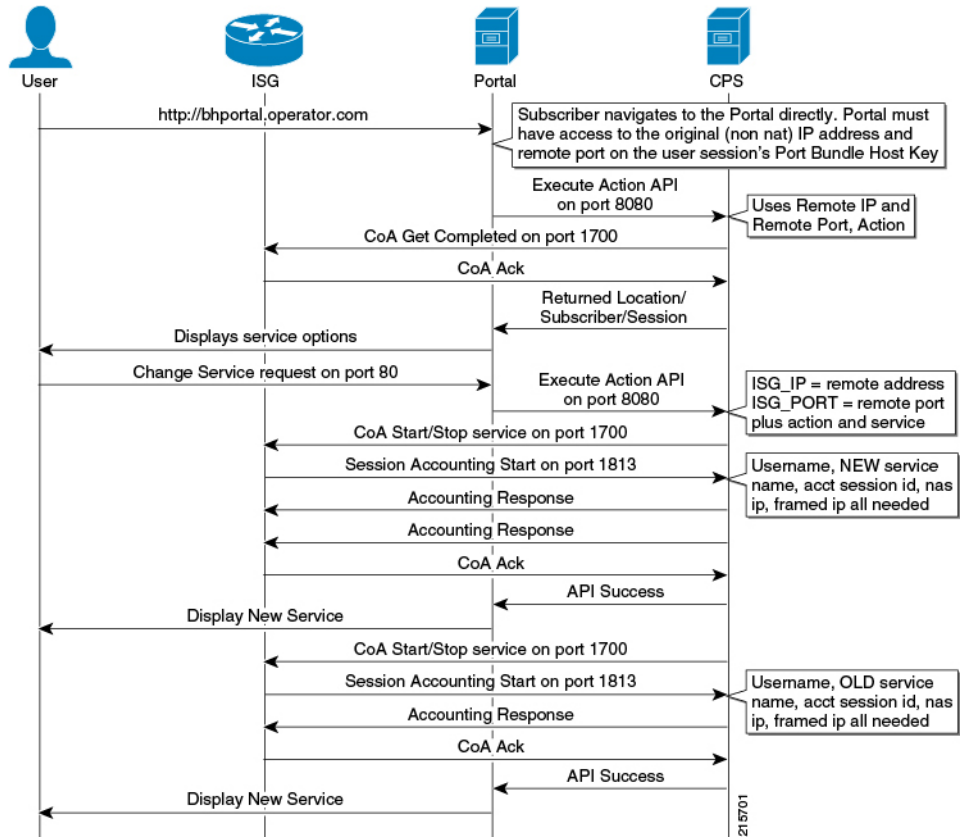 User
ISG
Portal
CPS
http://bhportal.operator.com
Subscriber navigates to the Portal directly. Portal must
have access to the original (non nat) IP address and
remote port on the user session's Port Bundle Host Key
Execute Action API
on port 8080
Uses Remote IP and
Remote Port, Action
CoA Get Completed on port 1700
CoA Ack
Returned Location/
Subscriber/Session
Displays service options
Change Service request on port 80
Execute Action API
on port 8080
ISG_IP = remote address
ISG_PORT = remote port
plus action and service
CoA Start/Stop service on port 1700
Session Accounting Start on port 1813
Username, NEW service
name, acct session id, nas
ip, framed ip all needed
Accounting Response
Accounting Response
CoA Ack
API Success
Display New Service
CoA Start/Stop service on port 1700
Session Accounting Start on port 1813
Username, OLD service
name, acct session id, nas
ip, framed ip all needed
Accounting Response
CoA Ack
API Success
Display New Service
215701